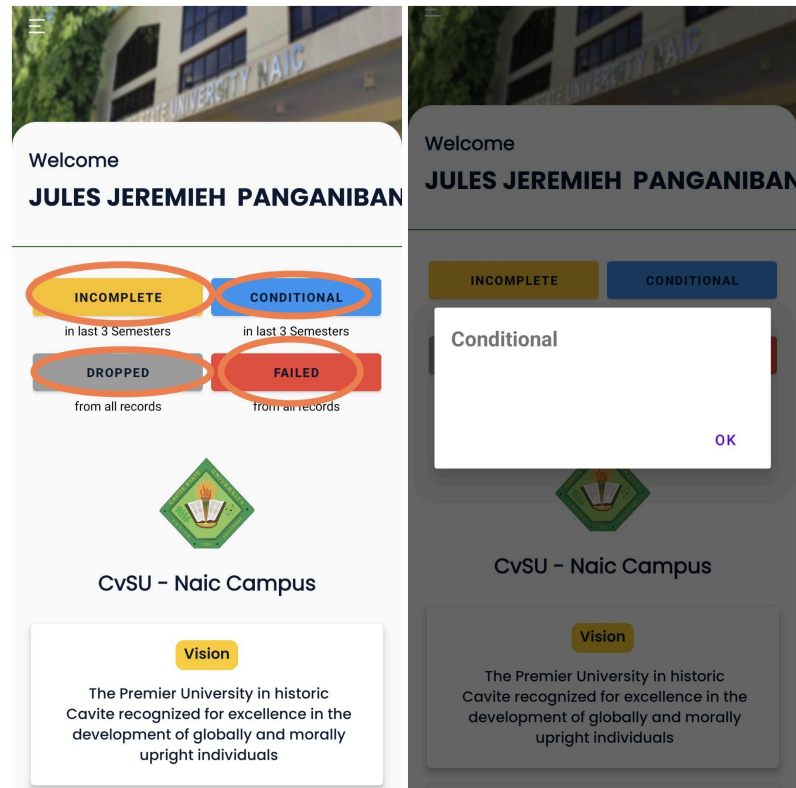 STATE UNIVERSITY NAIC
Welcome
JULES JEREMIEH PANGANIBAN
INCOMPLETE
CONDITIONAL
in last 3 Semesters
in last 3 Semesters
DROPPED
FAILED
from all records
from all records
CvSU - Naic Campus
Vision
The Premier University in historic
Cavite recognized for excellence in the
development of globally and morally
upright individuals
Welcome
JULES JEREMIEH PANGANIBAN
INCOMPLETE
CONDITIONAL
Conditional
OK
CvSU - Naic Campus
Vision
The Premier University in historic
Cavite recognized for excellence in the
development of globally and morally
upright individuals